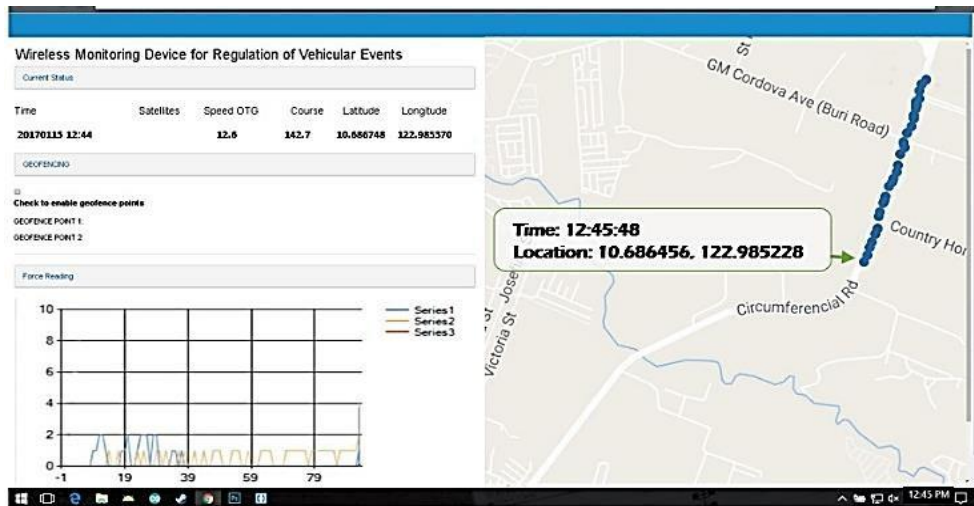 Wireless Monitoring Device for Regulation of Vehicular Events
Current Status
Time Satellites Speed OTG Course Latitude Longitude
20170115 12:44 12.6 142.7 10.686748 122.985370
GEOFENCING
Check to enable geofence points
GEOFENCE POINT 1:
GEOFENCE POINT 2
Force Reading
10
8
6
4
2
0
-1 19 39 59 79
Series1
Series2
Series3
GM Cordova Ave (Buri Road)
Time: 12:45:48
Location: 10.686456, 122.985228
Country
Circumferencial Rd
Victoria St
12:45 PM